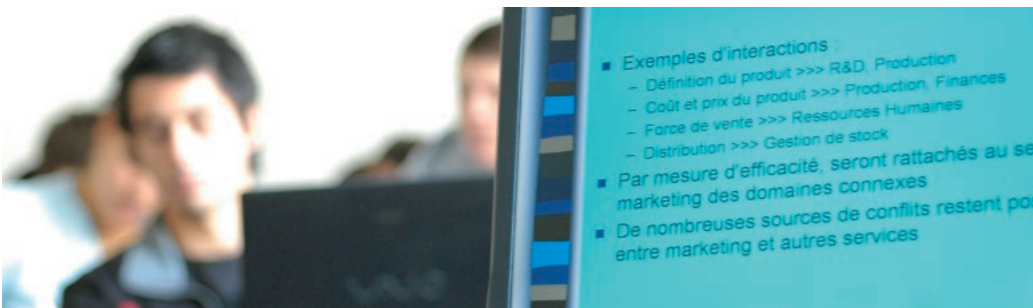 Exemples d'interactions :
– Définition du produit >>> R&D, Production
– Coût et prix du produit >>> Production, Finances
– Force de vente >>> Ressources Humaines
– Distribution >>> Gestion de stock
Par mesure d'efficacité, seront rattachés au se
marketing des domaines connexes
De nombreuses sources de conflits restent pos
entre marketing et autres services
VAIO